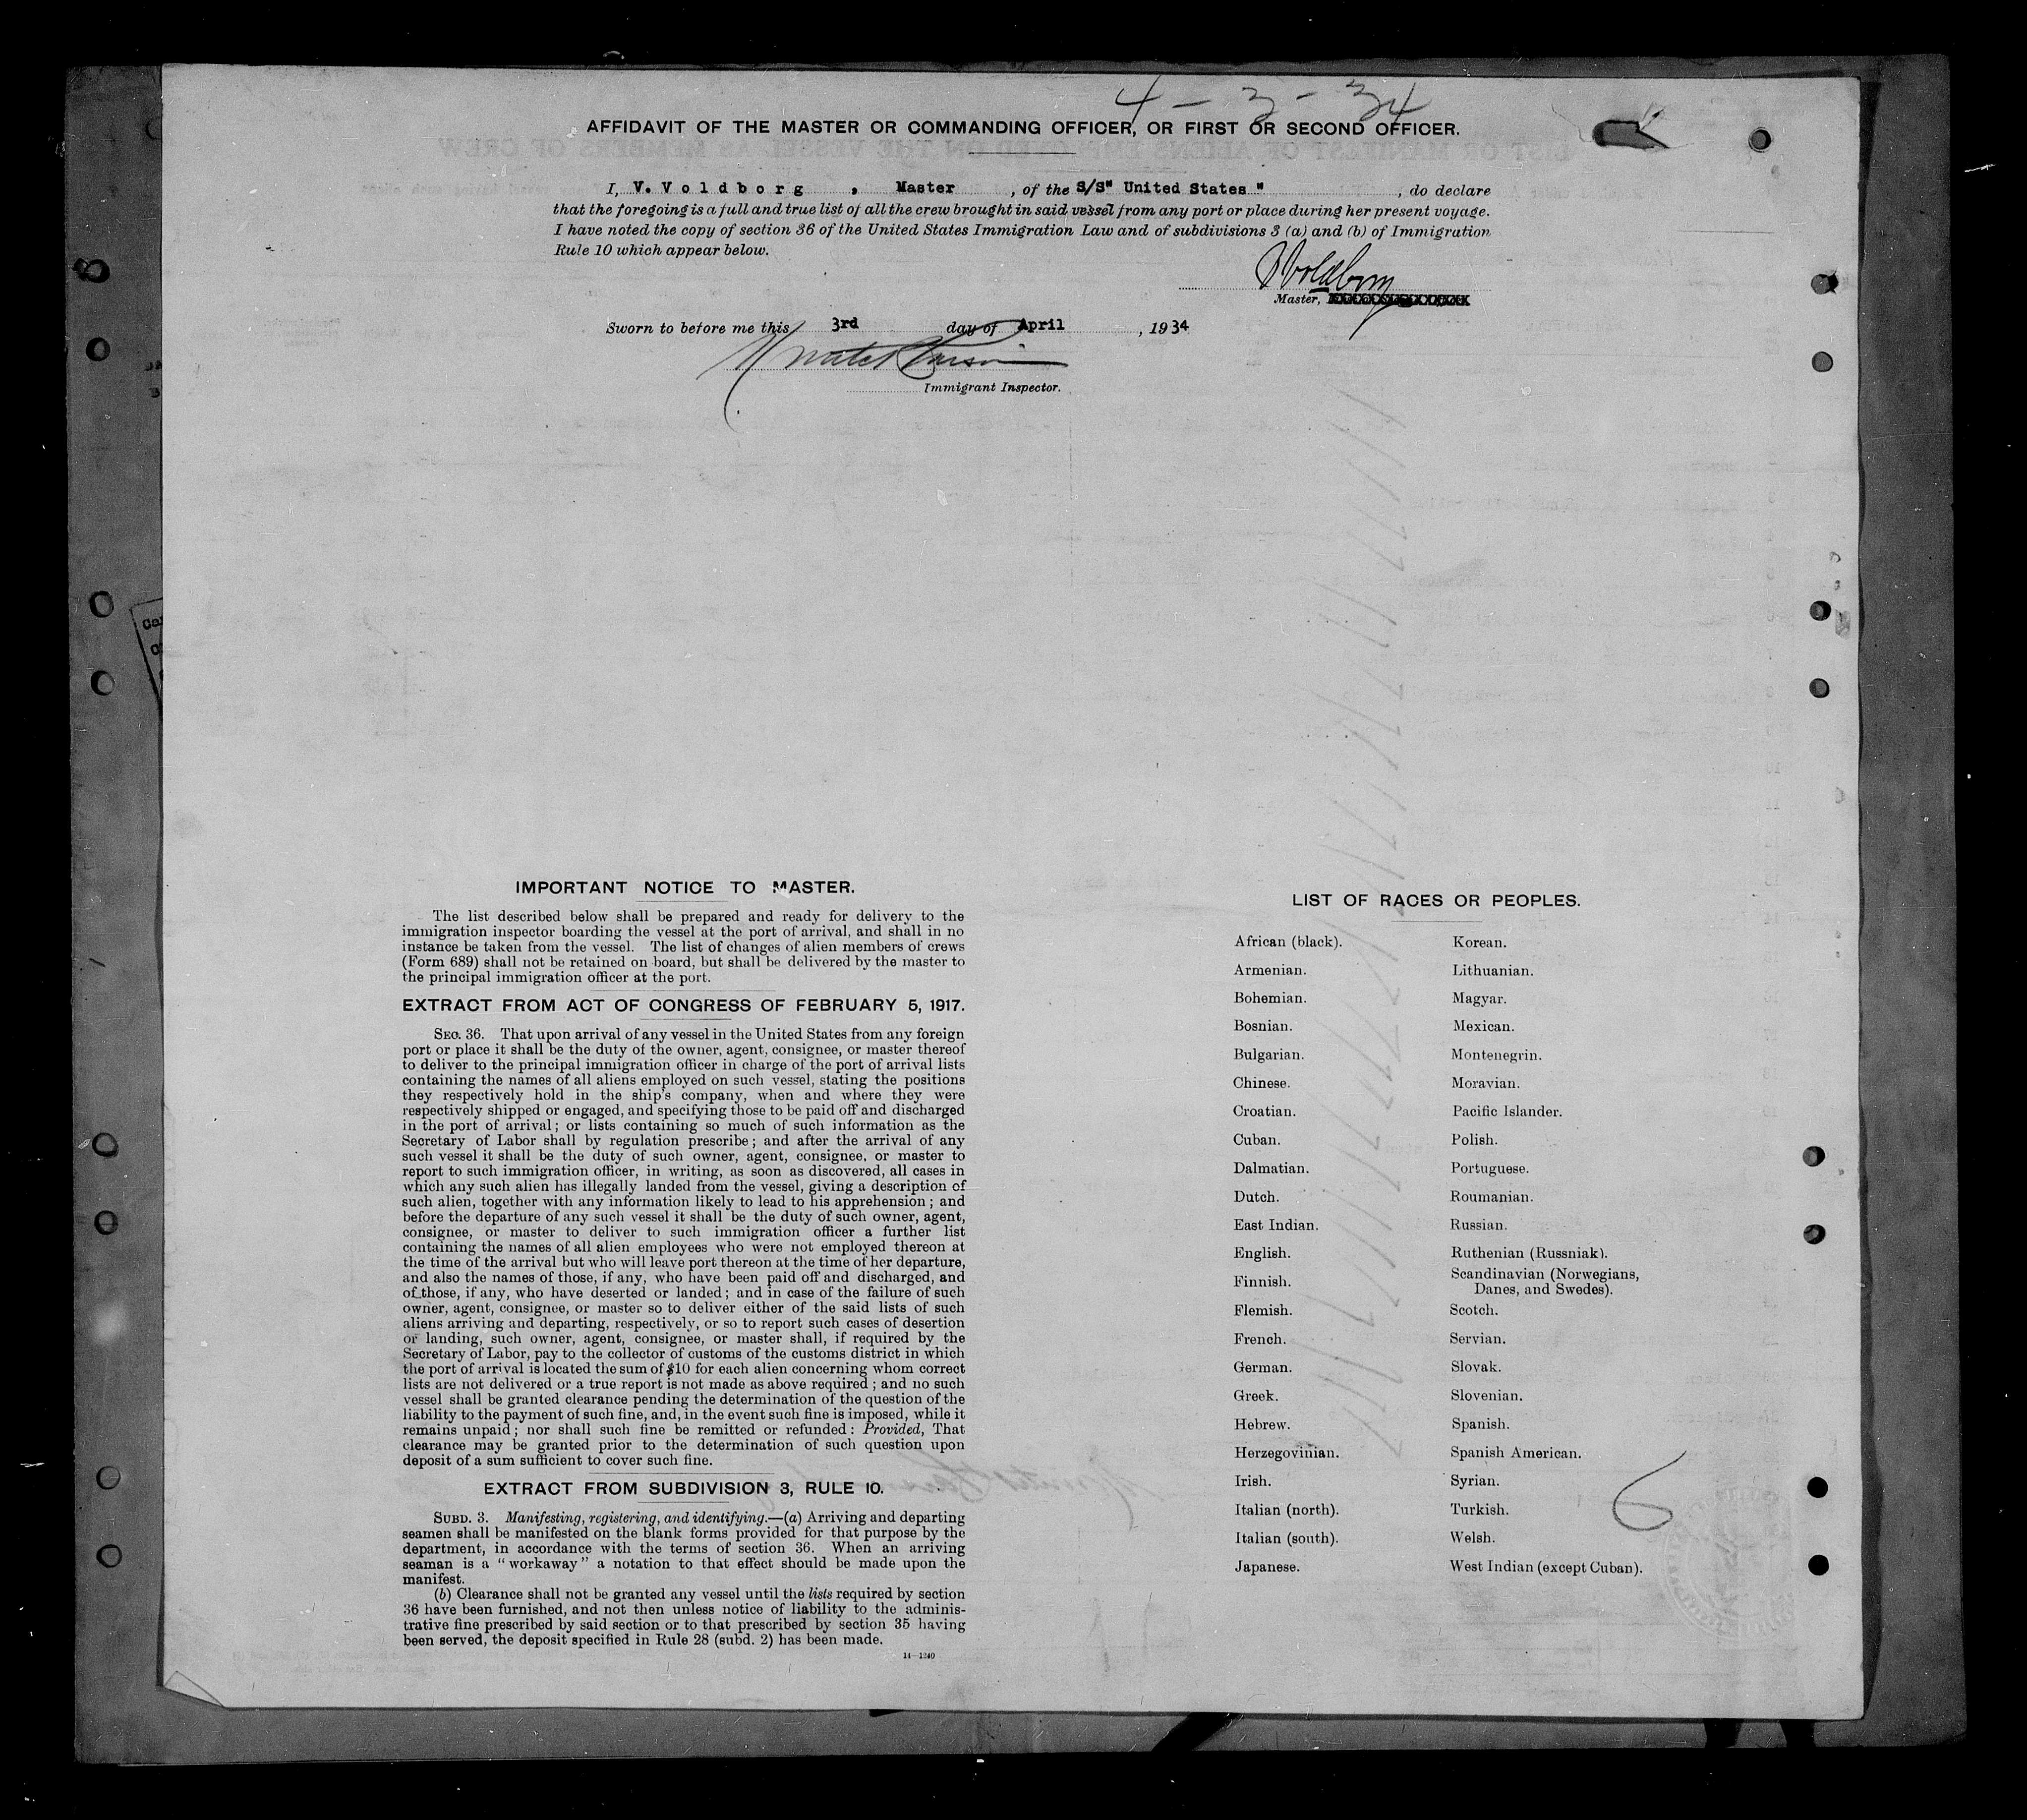 4 - 3 - 34
AFFIDAVIT OF THE MASTER OR COMMANDING OFFICER, OR FIRST OR SECOND OFFICER.
I, V. Voldborg , Master , of the S/S" United States " , do declare
that the foregoing is a full and true list of all the crew brought in said vessel from any port or place during her present voyage.
I have noted the copy of section 36 of the United States Immigration Law and of subdivisions 3 (a) and (b) of Immigration
Rule 10 which appear below.
Voldborg
Master,
Sworn to before me this 3rd day of April , 1934
Immigrant Inspector.
IMPORTANT NOTICE TO MASTER.
The list described below shall be prepared and ready for delivery to the
immigration inspector boarding the vessel at the port of arrival, and shall in no
instance be taken from the vessel. The list of changes of alien members of crews
(Form 689) shall not be retained on board, but shall be delivered by the master to
the principal immigration officer at the port.
EXTRACT FROM ACT OF CONGRESS OF FEBRUARY 5, 1917.
SEC. 36. That upon arrival of any vessel in the United States from any foreign
port or place it shall be the duty of the owner, agent, consignee, or master thereof
to deliver to the principal immigration officer in charge of the port of arrival lists
containing the names of all aliens employed on such vessel, stating the positions
they respectively hold in the ship's company, when and where they were
respectively shipped or engaged, and specifying those to be paid off and discharged
in the port of arrival; or lists containing so much of such information as the
Secretary of Labor shall by regulation prescribe; and after the arrival of any
such vessel it shall be the duty of such owner, agent, consignee, or master to
report to such immigration officer, in writing, as soon as discovered, all cases in
which any such alien has illegally landed from the vessel, giving a description of
such alien, together with any information likely to lead to his apprehension; and
before the departure of any such vessel it shall be the duty of such owner, agent,
consignee, or master to deliver to such immigration officer a further list
containing the names of all alien employees who were not employed thereon at
the time of the arrival but who will leave port thereon at the time of her departure,
and also the names of those, if any, who have been paid off and discharged, and
of those, if any, who have deserted or landed; and in case of the failure of such
owner, agent, consignee, or master so to deliver either of the said lists of such
aliens arriving and departing, respectively, or so to report such cases of desertion
or landing, such owner, agent, consignee, or master shall, if required by the
Secretary of Labor, pay to the collector of customs of the customs district in which
the port of arrival is located the sum of $10 for each alien concerning whom correct
lists are not delivered or a true report is not made as above required; and no such
vessel shall be granted clearance pending the determination of the question of the
liability to the payment of such fine, and, in the event such fine is imposed, while it
remains unpaid; nor shall such fine be remitted or refunded: Provided, That
clearance may be granted prior to the determination of such question upon
deposit of a sum sufficient to cover such fine.
EXTRACT FROM SUBDIVISION 3, RULE 10.
SUBD. 3. Manifesting, registering, and identifying.—(a) Arriving and departing
seamen shall be manifested on the blank forms provided for that purpose by the
department, in accordance with the terms of section 36. When an arriving
seaman is a "workaway" a notation to that effect should be made upon the
manifest.
(b) Clearance shall not be granted any vessel until the lists required by section
36 have been furnished, and not then unless notice of liability to the adminis-
trative fine prescribed by said section or to that prescribed by section 35 having
been served, the deposit specified in Rule 28 (subd. 2) has been made.
14—1240
LIST OF RACES OR PEOPLES.
African (black). Korean.
Armenian. Lithuanian.
Bohemian. Magyar.
Bosnian. Mexican.
Bulgarian. Montenegrin.
Chinese. Moravian.
Croatian. Pacific Islander.
Cuban. Polish.
Dalmatian. Portuguese.
Dutch. Roumanian.
East Indian. Russian.
English. Ruthenian (Russniak).
Finnish. Scandinavian (Norwegians,
Danes, and Swedes).
Flemish. Scotch.
French. Servian.
German. Slovak.
Greek. Slovenian.
Hebrew. Spanish.
Herzegovinian. Spanish American.
Irish. Syrian.
Italian (north). Turkish.
Italian (south). Welsh.
Japanese. West Indian (except Cuban).
6